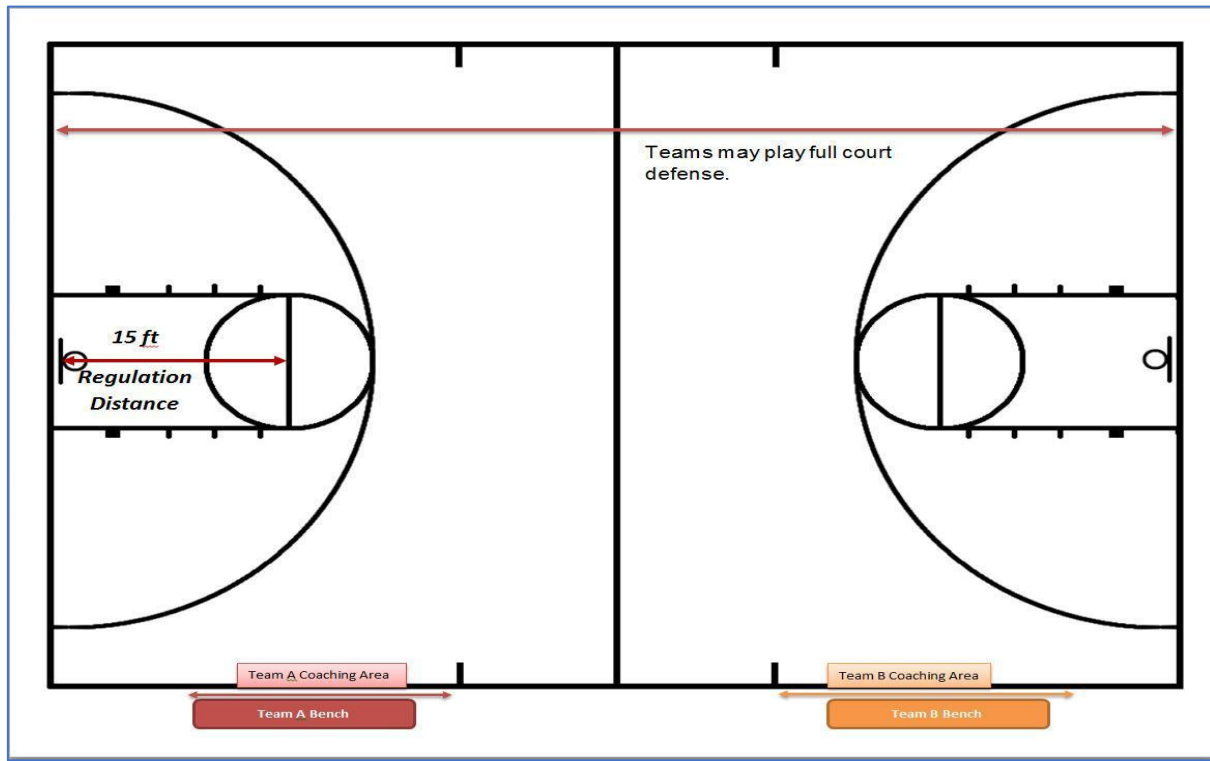 Teams may play full court
defense.
15 ft
Regulation
Distance
Team A Coaching Area
Team B Coaching Area
Team A Bench
Team B Bench